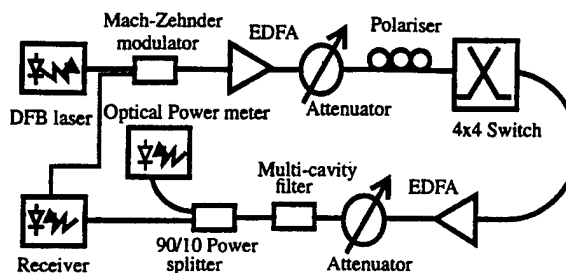 Mach-Zehnder
modulator
EDFA
Polariser
DFB laser
Optical Power meter
Attenuator
4x4 Switch
Multi-cavity
filter
EDFA
Receiver
90/10 Power
splitter
Attenuator